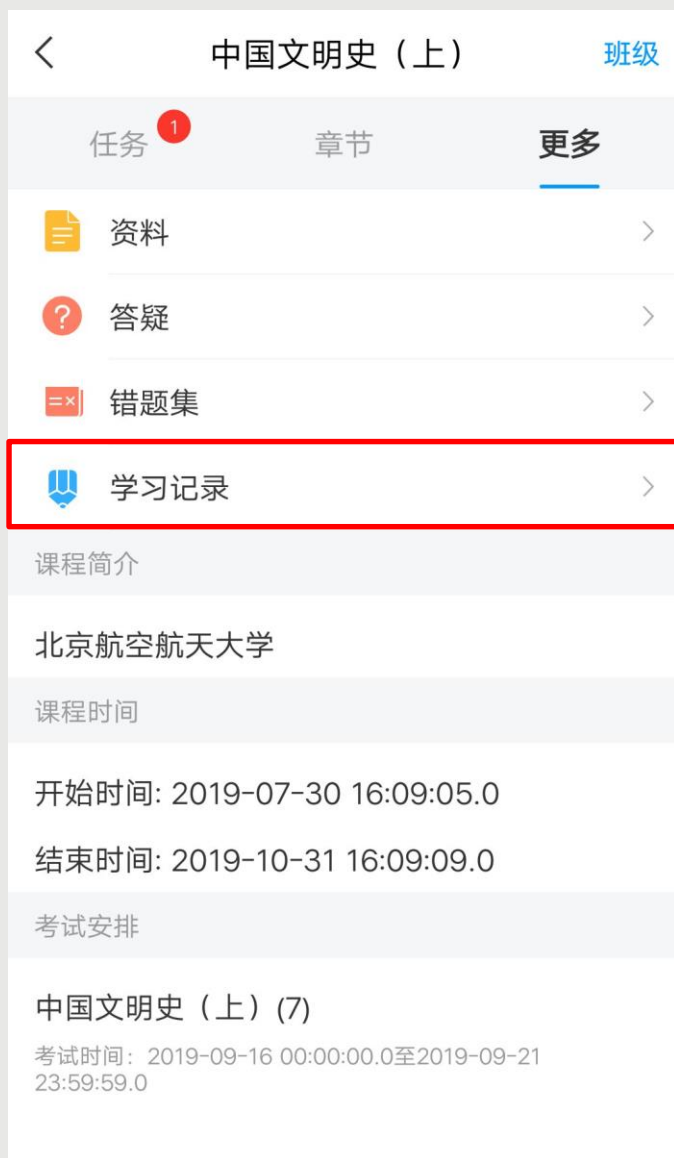 中国文明史（上） 班级
任务 1 章节 更多
资料
? 答疑
=× 错题集
学习记录
课程简介
北京航空航天大学
课程时间
开始时间: 2019-07-30 16:09:05.0
结束时间: 2019-10-31 16:09:09.0
考试安排
中国文明史（上）(7)
考试时间：2019-09-16 00:00:00.0至2019-09-21
23:59:59.0